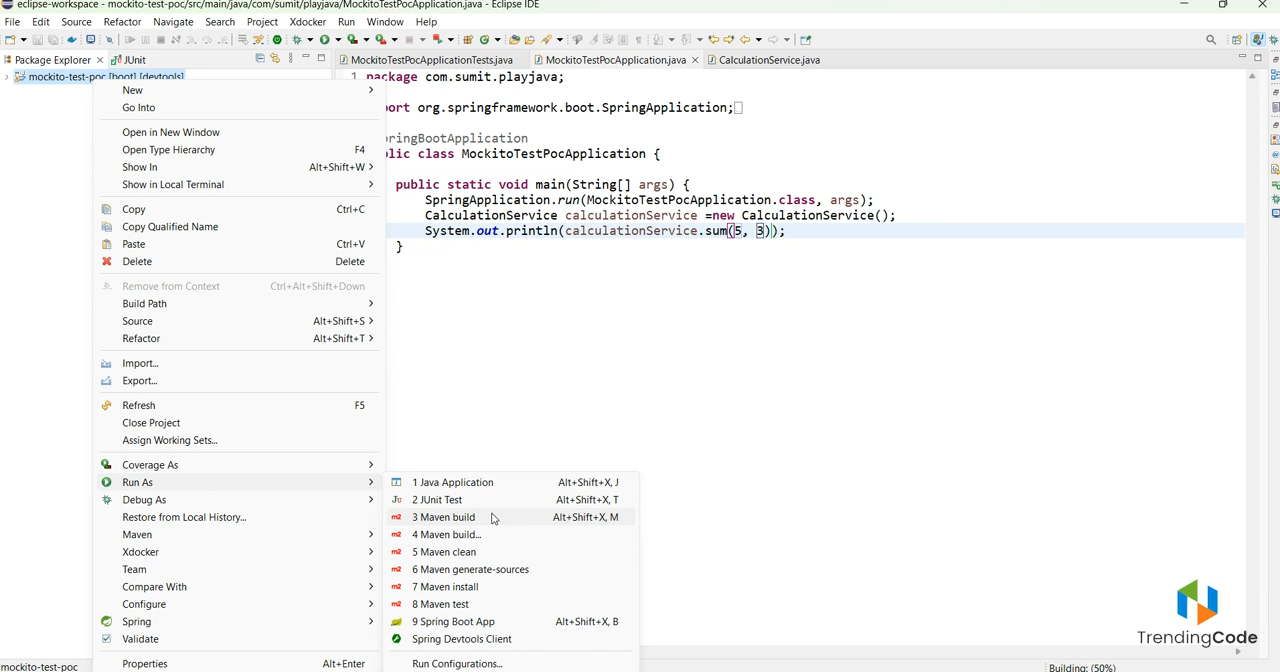 eclipse-workspace - mockito-test-poc/src/main/java/com/sumit/playjava/MockitoTestPocApplication.java - Eclipse IDE
File Edit Source Refactor Navigate Search Project Xdocker Run Window Help
Package Explorer JUnit MockitoTestPocApplicationTests.java MockitoTestPocApplication.java CalculationService.java
mockito-test-poc [boot] [devtools]
1 package com.sumit.playjava;
ort org.springframework.boot.SpringApplication;
ringBootApplication
lic class MockitoTestPocApplication {
public static void main(String[] args) {
SpringApplication.run(MockitoTestPocApplication.class, args);
CalculationService calculationService =new CalculationService();
System.out.println(calculationService.sum(5, 3));
}
New
Go Into
Open in New Window
Open Type Hierarchy F4
Show In Alt+Shift+W
Show in Local Terminal
Copy Ctrl+C
Copy Qualified Name
Paste Ctrl+V
Delete Delete
Remove from Context Ctrl+Alt+Shift+Down
Build Path
Source Alt+Shift+S
Refactor Alt+Shift+T
Import...
Export...
Refresh F5
Close Project
Assign Working Sets...
Coverage As
Run As
Debug As
Restore from Local History...
Maven
Xdocker
Team
Compare With
Configure
Spring
Validate
Properties Alt+Enter
1 Java Application Alt+Shift+X, J
Ju 2 JUnit Test Alt+Shift+X, T
m2 3 Maven build Alt+Shift+X, M
m2 4 Maven build...
m2 5 Maven clean
m2 6 Maven generate-sources
m2 7 Maven install
m2 8 Maven test
9 Spring Boot App Alt+Shift+X, B
Spring Devtools Client
Run Configurations...
TrendingCode
mockito-test-poc
Building: (50%)